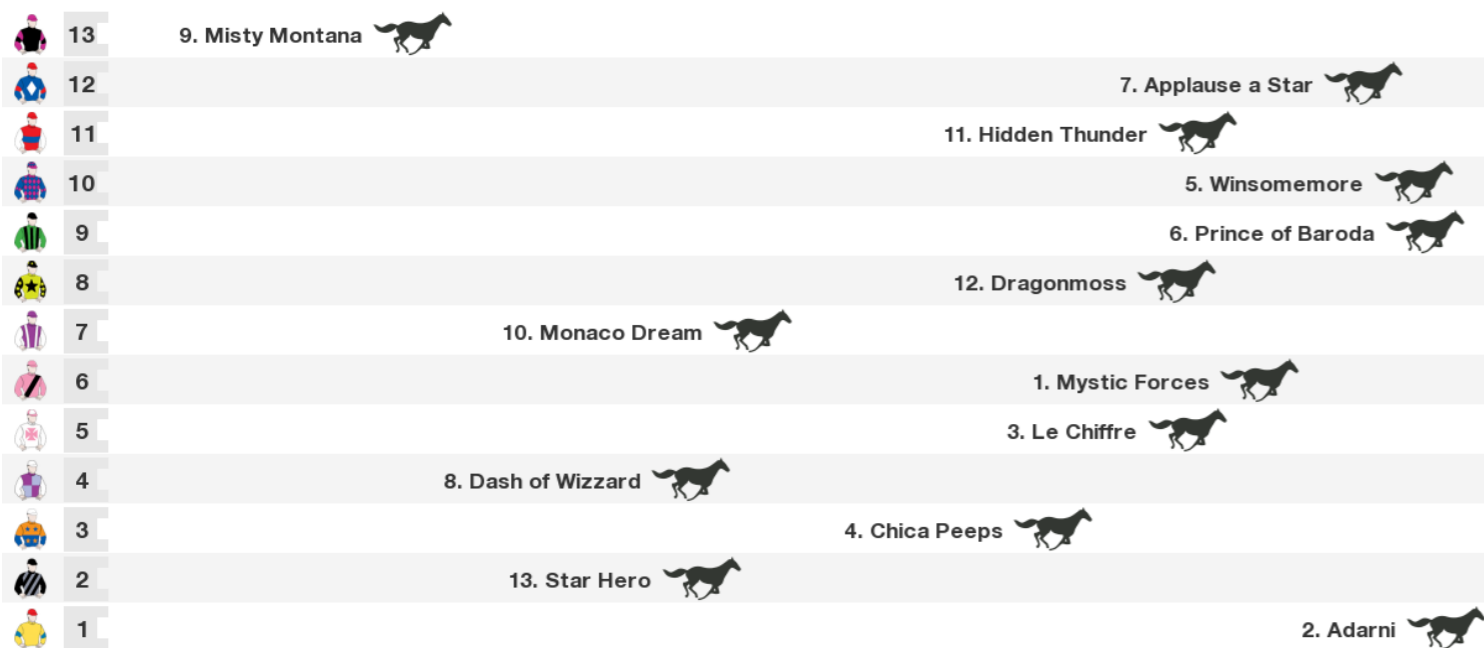 13 9. Misty Montana
12 7. Applause a Star
11 11. Hidden Thunder
10 5. Winsomemore
9 6. Prince of Baroda
8 12. Dragonmoss
7 10. Monaco Dream
6 1. Mystic Forces
5 3. Le Chiffre
4 8. Dash of Wizzard
3 4. Chica Peeps
2 13. Star Hero
1 2. Adarni